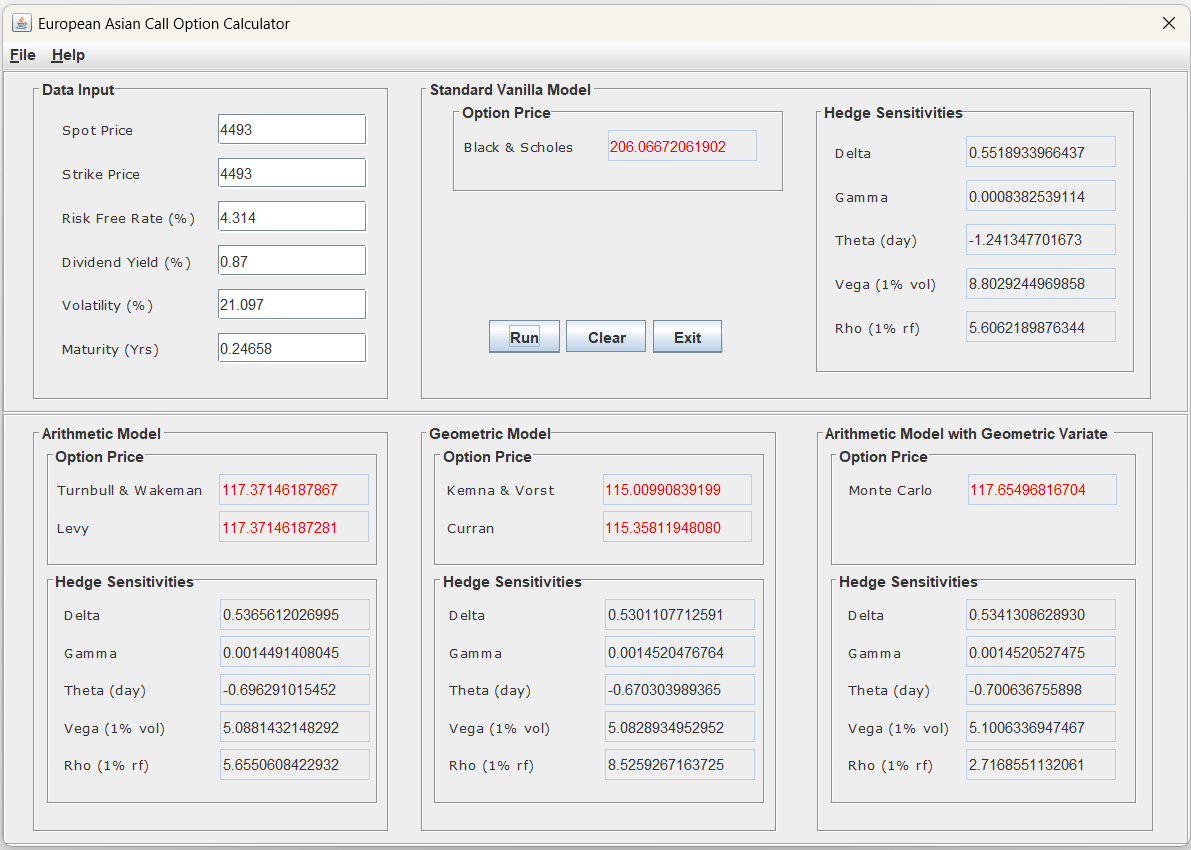 European Asian Call Option Calculator
File Help
Data Input
Spot Price 4493
Strike Price 4493
Risk Free Rate (%) 4.314
Dividend Yield (%) 0.87
Volatility (%) 21.097
Maturity (Yrs) 0.24658
Standard Vanilla Model
Option Price
Black & Scholes 206.06672061902
Run Clear Exit
Hedge Sensitivities
Delta 0.5518933966437
Gamma 0.0008382539114
Theta (day) -1.241347701673
Vega (1% vol) 8.8029244969858
Rho (1% rf) 5.6062189876344
Arithmetic Model
Option Price
Turnbull & Wakeman 117.37146187867
Levy 117.37146187281
Hedge Sensitivities
Delta 0.5365612026995
Gamma 0.0014491408045
Theta (day) -0.696291015452
Vega (1% vol) 5.0881432148292
Rho (1% rf) 5.6550608422932
Geometric Model
Option Price
Kemna & Vorst 115.00990839199
Curran 115.35811948080
Hedge Sensitivities
Delta 0.5301107712591
Gamma 0.0014520476764
Theta (day) -0.670303989365
Vega (1% vol) 5.0828934952952
Rho (1% rf) 8.5259267163725
Arithmetic Model with Geometric Variate
Option Price
Monte Carlo 117.65496816704
Hedge Sensitivities
Delta 0.5341308628930
Gamma 0.0014520527475
Theta (day) -0.700636755898
Vega (1% vol) 5.1006336947467
Rho (1% rf) 2.7168551132061